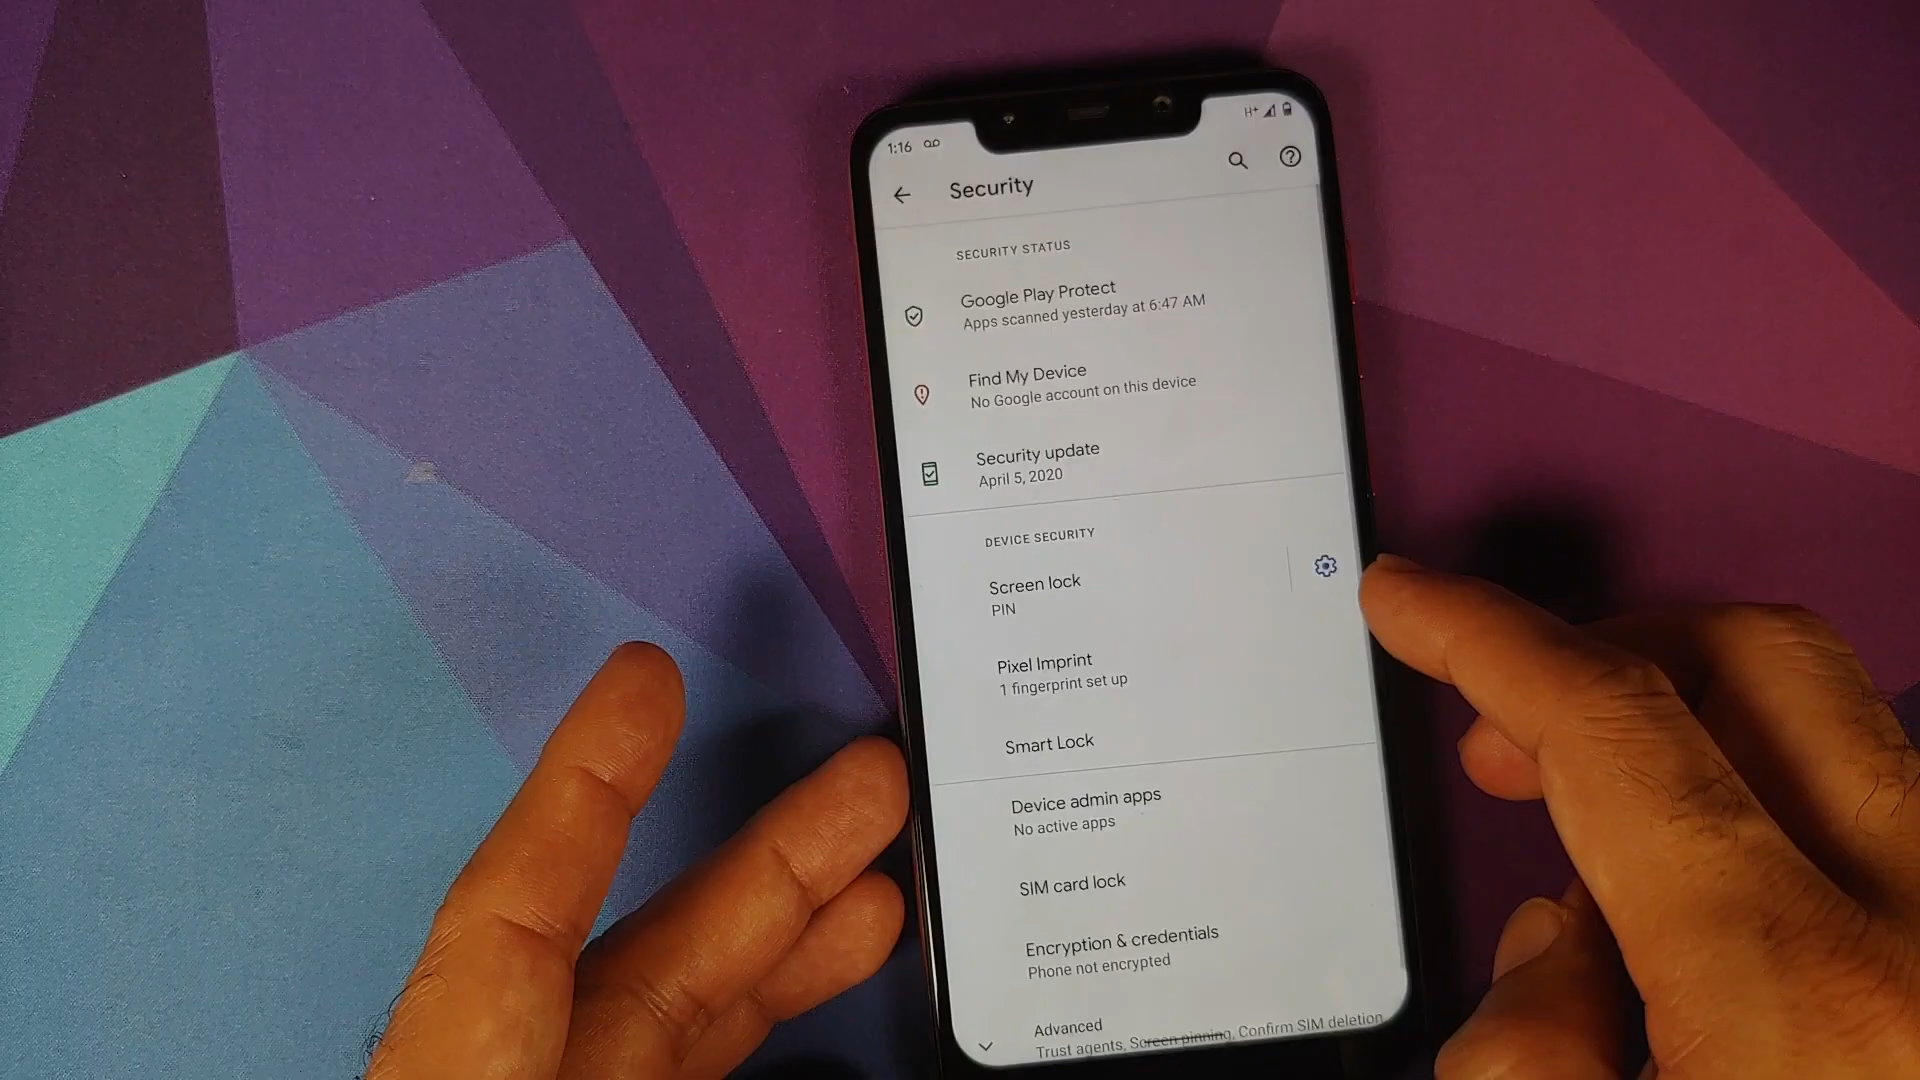 1:16
H+
Security
SECURITY STATUS
Google Play Protect
Apps scanned yesterday at 6:47 AM
Find My Device
No Google account on this device
Security update
April 5, 2020
DEVICE SECURITY
Screen lock
PIN
Pixel Imprint
1 fingerprint set up
Smart Lock
Device admin apps
No active apps
SIM card lock
Encryption & credentials
Phone not encrypted
Advanced
Trust agents, Screen pinning, Confirm SIM deletion